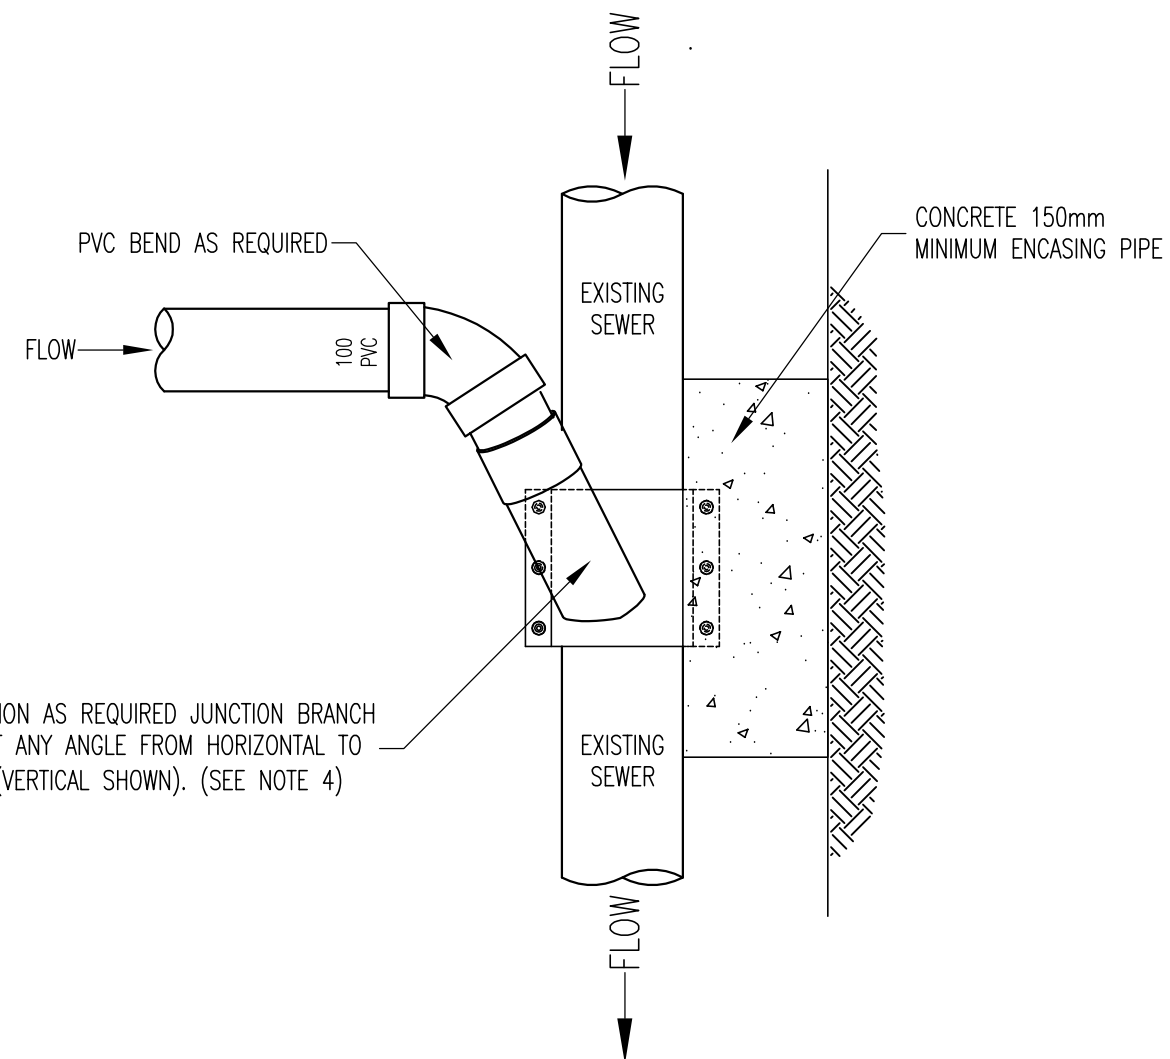 FLOW
CONCRETE 150mm
MINIMUM ENCASING PIPE
PVC BEND AS REQUIRED
EXISTING
SEWER
FLOW
100
PVC
AS REQUIRED JUNCTION BRANCH
ANY ANGLE FROM HORIZONTAL TO
(VERTICAL SHOWN). (SEE NOTE 4)
EXISTING
SEWER
FLOW